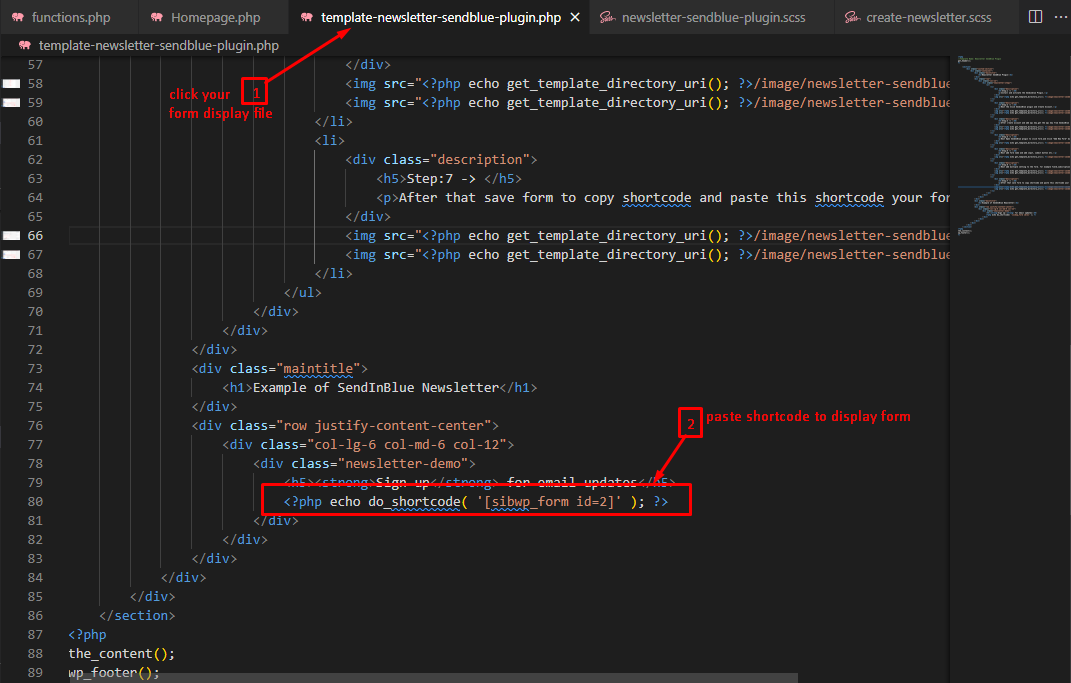 functions.php Homepage.php template-newsletter-sendblue-plugin.php × newsletter-sendblue-plugin.scss create-newsletter.scss ···
template-newsletter-sendblue-plugin.php
57 </div>
58 <img src="<?php echo get_template_directory_uri(); ?>/image/newsletter-sendblue
59 <img src="<?php echo get_template_directory_uri(); ?>/image/newsletter-sendblue
click your 1
form display file
60 </li>
61 <li>
62 <div class="description">
63 <h5>Step:7 -> </h5>
64 <p>After that save form to copy shortcode and paste this shortcode your for
65 </div>
66 <img src="<?php echo get_template_directory_uri(); ?>/image/newsletter-sendblue
67 <img src="<?php echo get_template_directory_uri(); ?>/image/newsletter-sendblue
68 </li>
69 </ul>
70 </div>
71 </div>
72 </div>
73 <div class="maintitle">
74 <h1>Example of SendInBlue Newsletter</h1>
75 </div>
2 paste shortcode to display form
76 <div class="row justify-content-center">
77 <div class="col-lg-6 col-md-6 col-12">
78 <div class="newsletter-demo">
79 <h5><strong>Sign up</strong> for email updates</h5>
80 <?php echo do_shortcode( '[sibwp_form id=2]' ); ?>
81 </div>
82 </div>
83 </div>
84 </div>
85 </div>
86 </section>
87 <?php
88 the_content();
89 wp_footer();